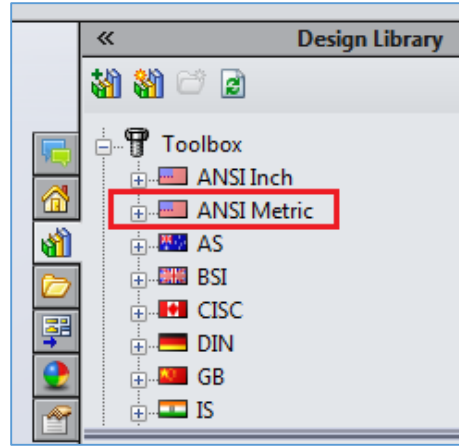 Design Library
Toolbox
ANSI Inch
ANSI Metric
AS
BSI
CISC
DIN
GB
IS